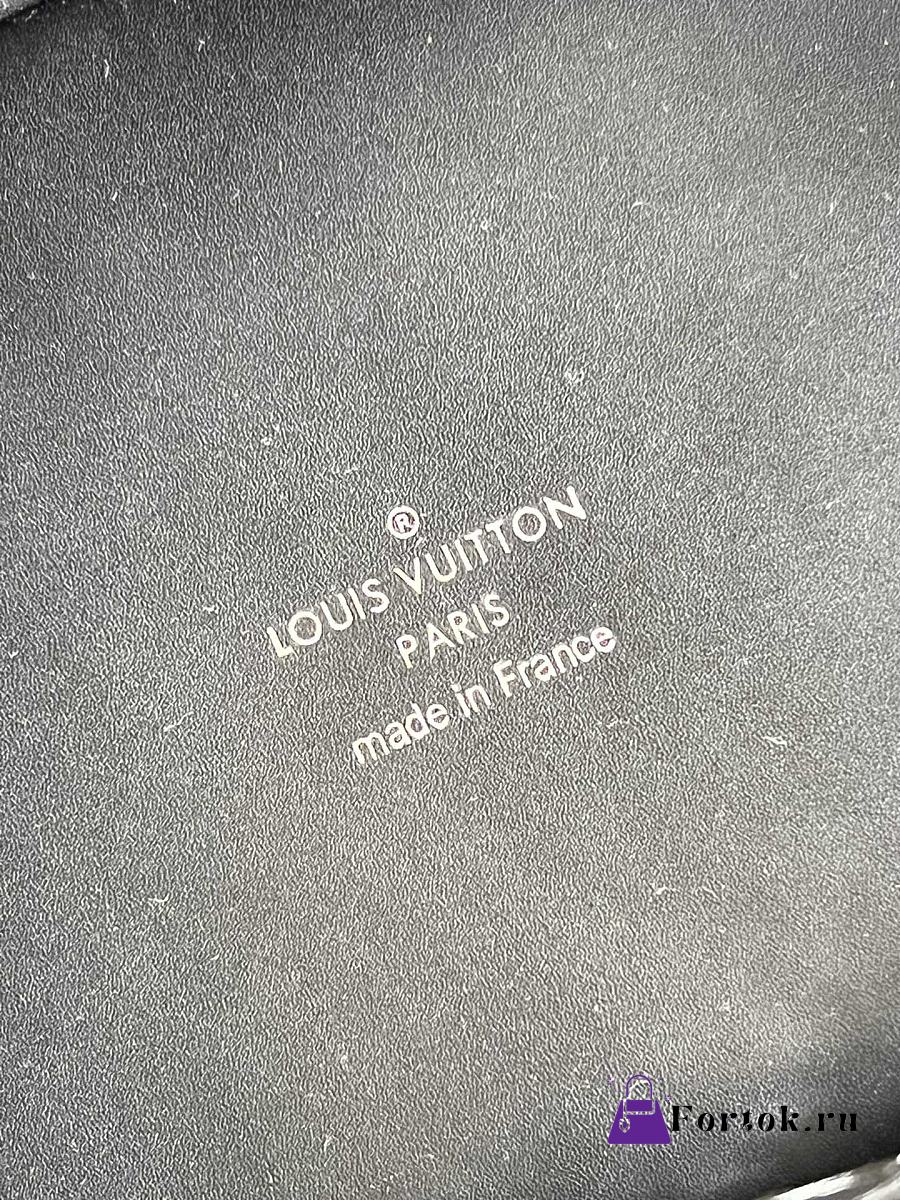 ®
LOUIS VUITTON
PARIS
made in France
Fortok.ru